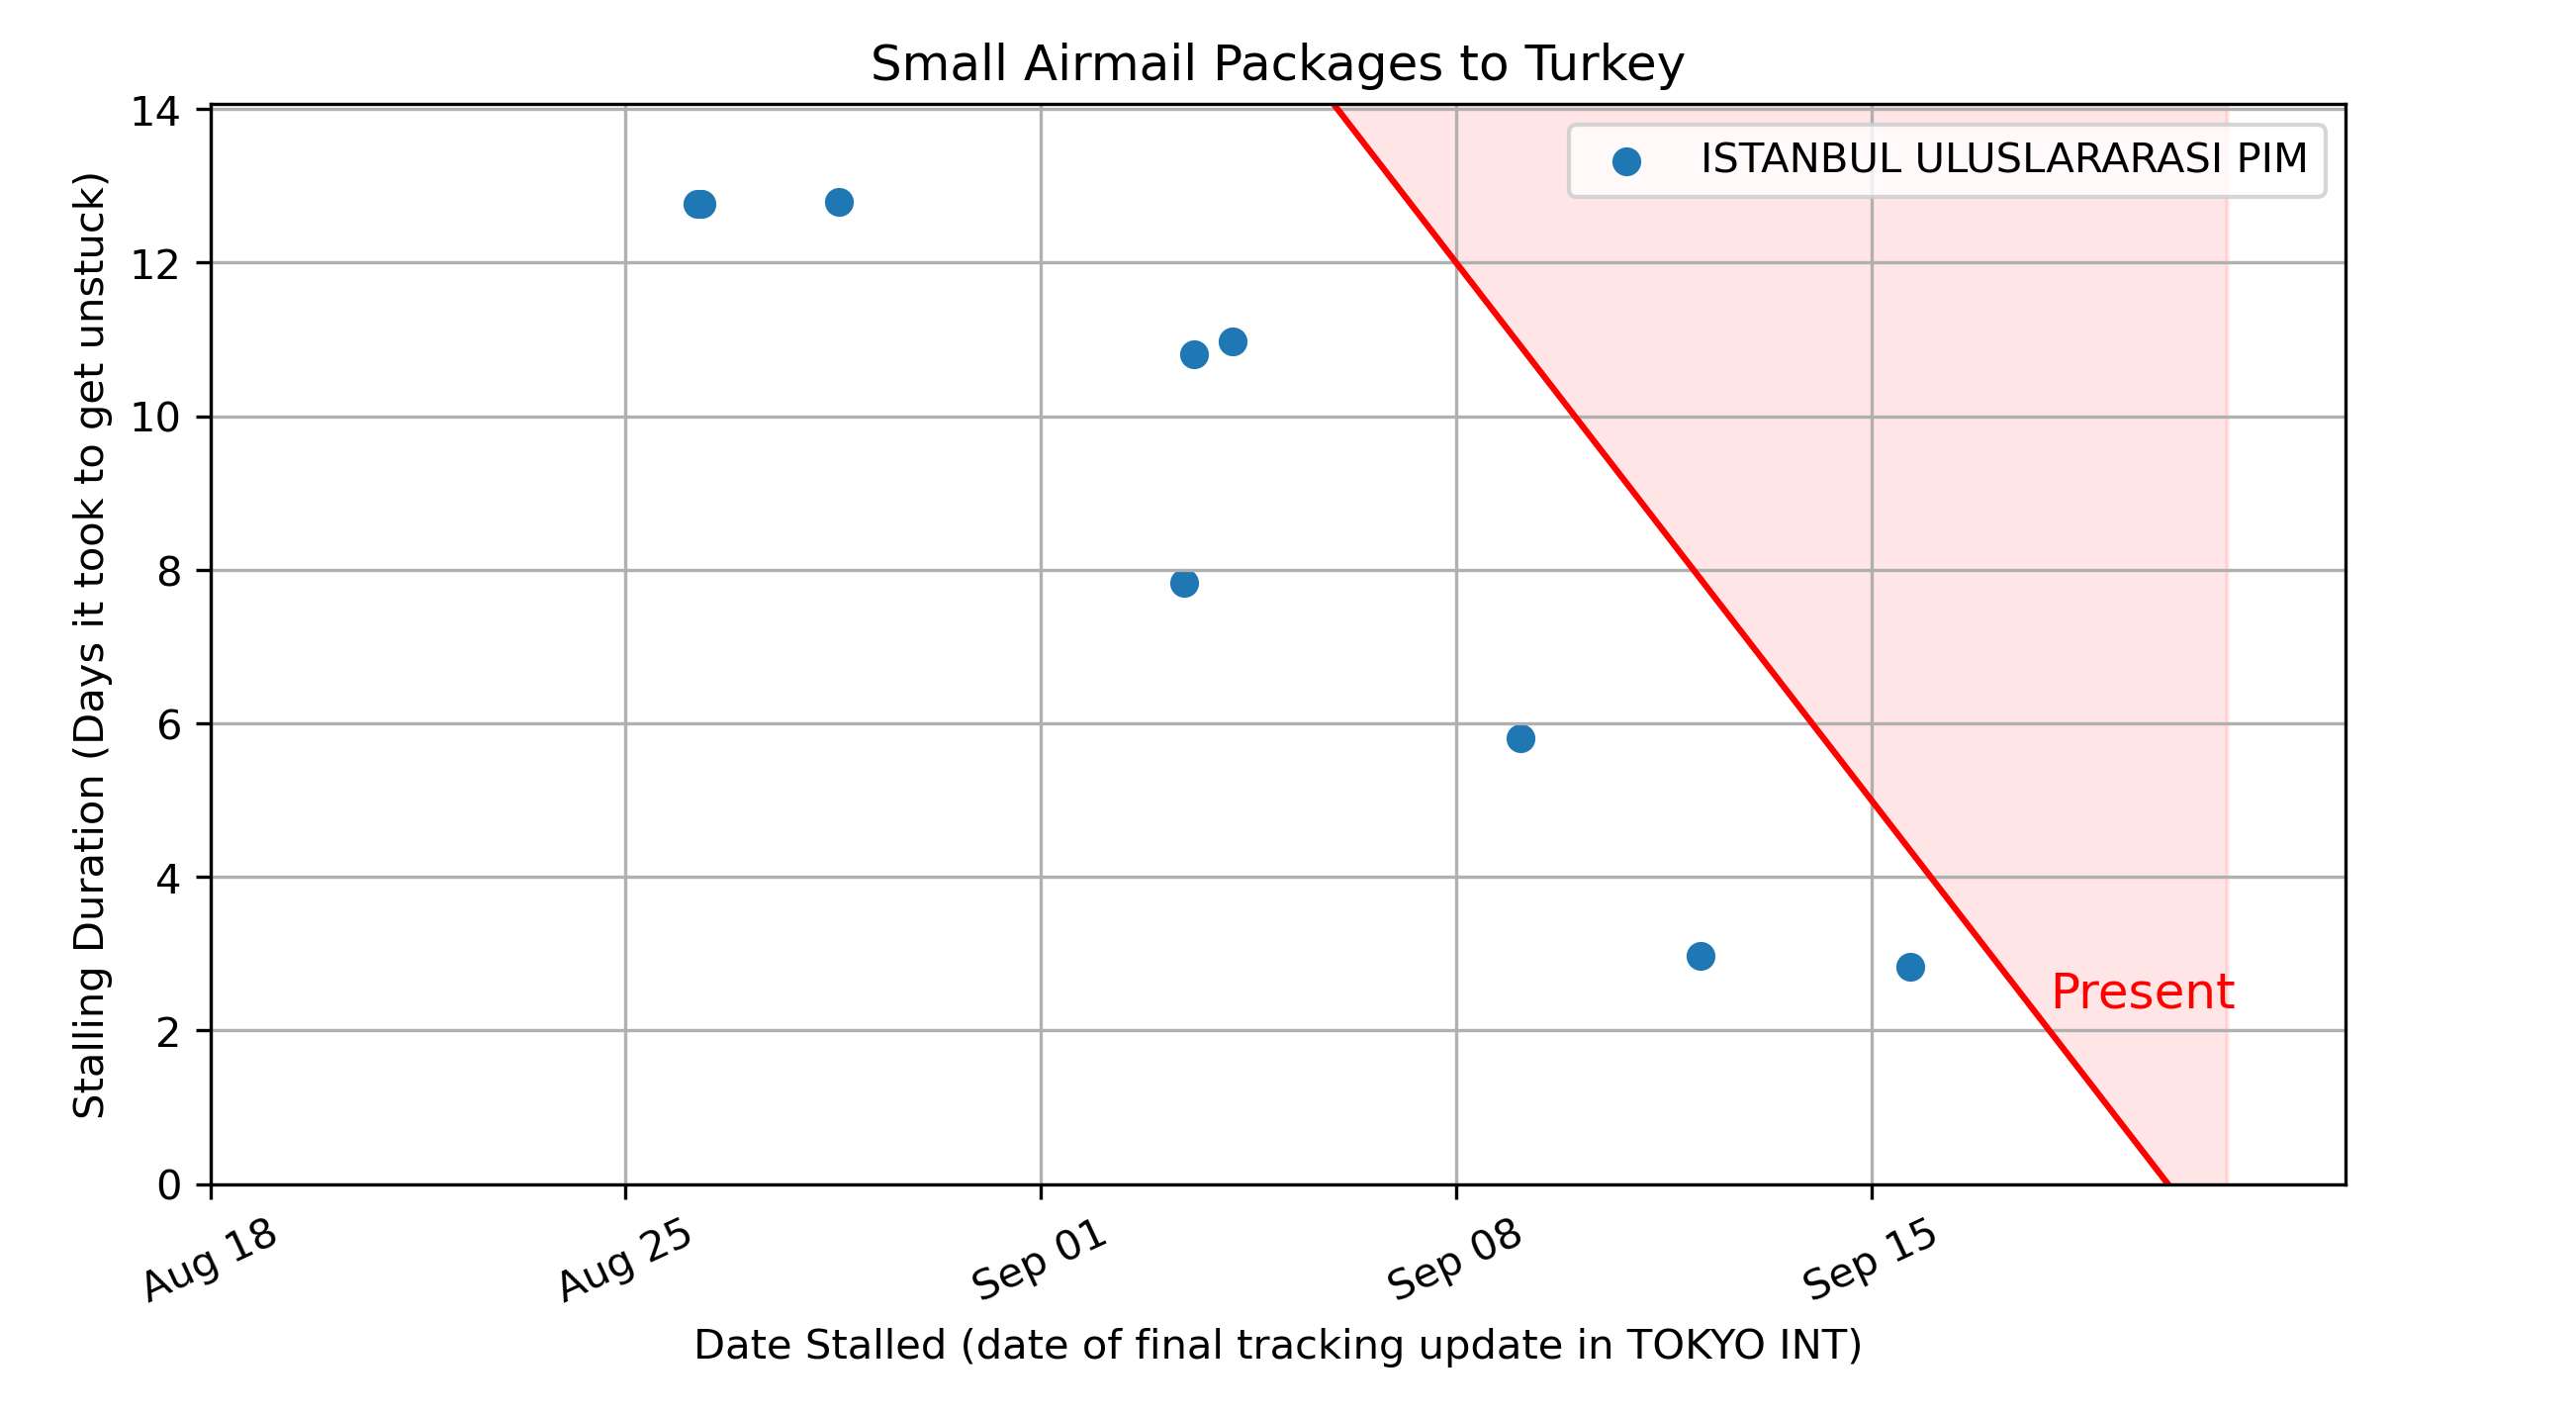 Small Airmail Packages to Turkey
14
12
10
8
6
4
2
0
Stalling Duration (Days it took to get unstuck)
ISTANBUL ULUSLARARASI PIM
Present
Aug 18
Aug 25
Sep 01
Sep 08
Sep 15
Date Stalled (date of final tracking update in TOKYO INT)